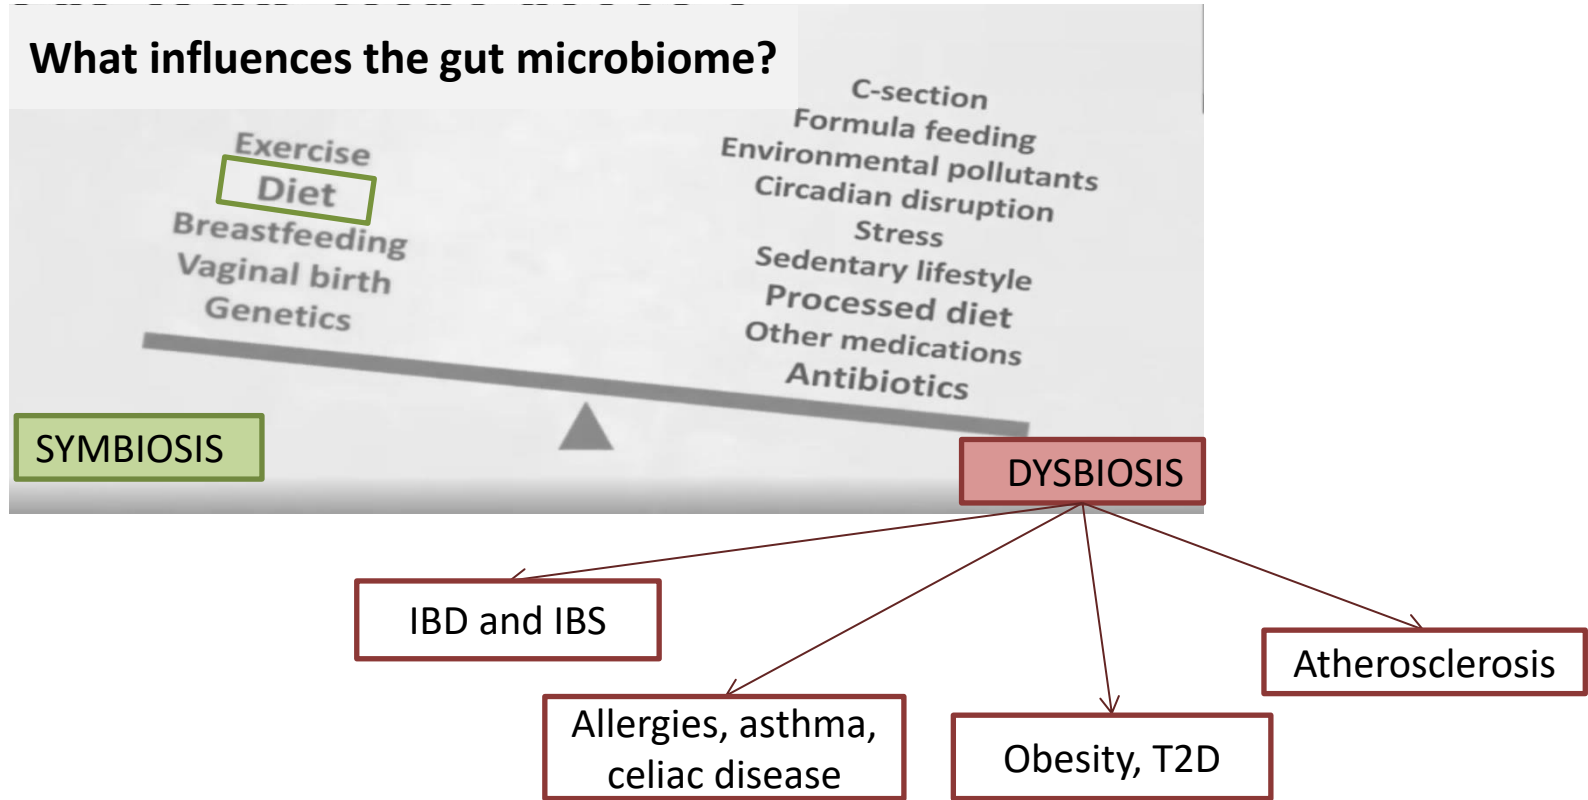 What influences the gut microbiome?
Exercise
Diet
Breastfeeding
Vaginal birth
Genetics
C-section
Formula feeding
Environmental pollutants
Circadian disruption
Stress
Sedentary lifestyle
Processed diet
Other medications
Antibiotics
SYMBIOSIS
DYSBIOSIS
IBD and IBS
Allergies, asthma,
celiac disease
Obesity, T2D
Atherosclerosis